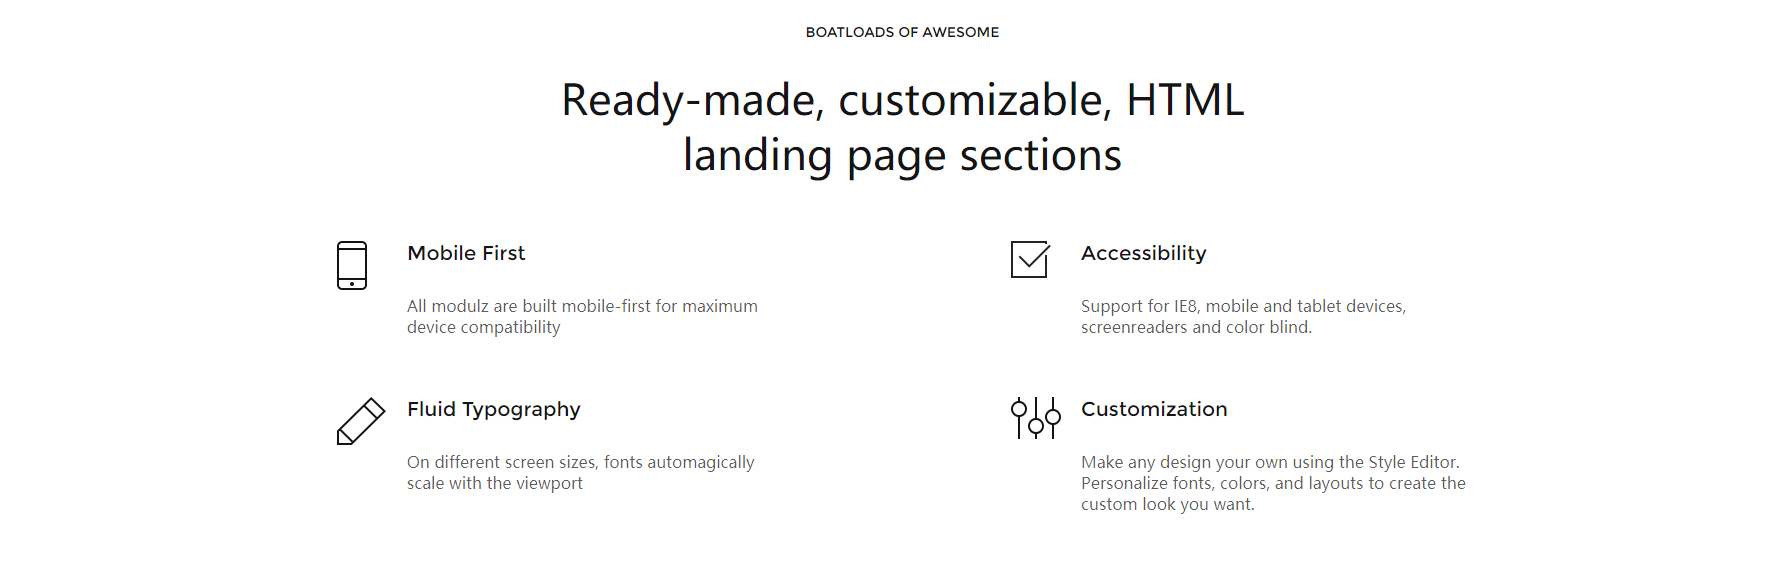 BOATLOADS OF AWESOME
Ready-made, customizable, HTML
landing page sections
Mobile First
All modulz are built mobile-first for maximum
device compatibility
Accessibility
Support for IE8, mobile and tablet devices,
screenreaders and color blind.
Fluid Typography
On different screen sizes, fonts automagically
scale with the viewport
Customization
Make any design your own using the Style Editor.
Personalize fonts, colors, and layouts to create the
custom look you want.